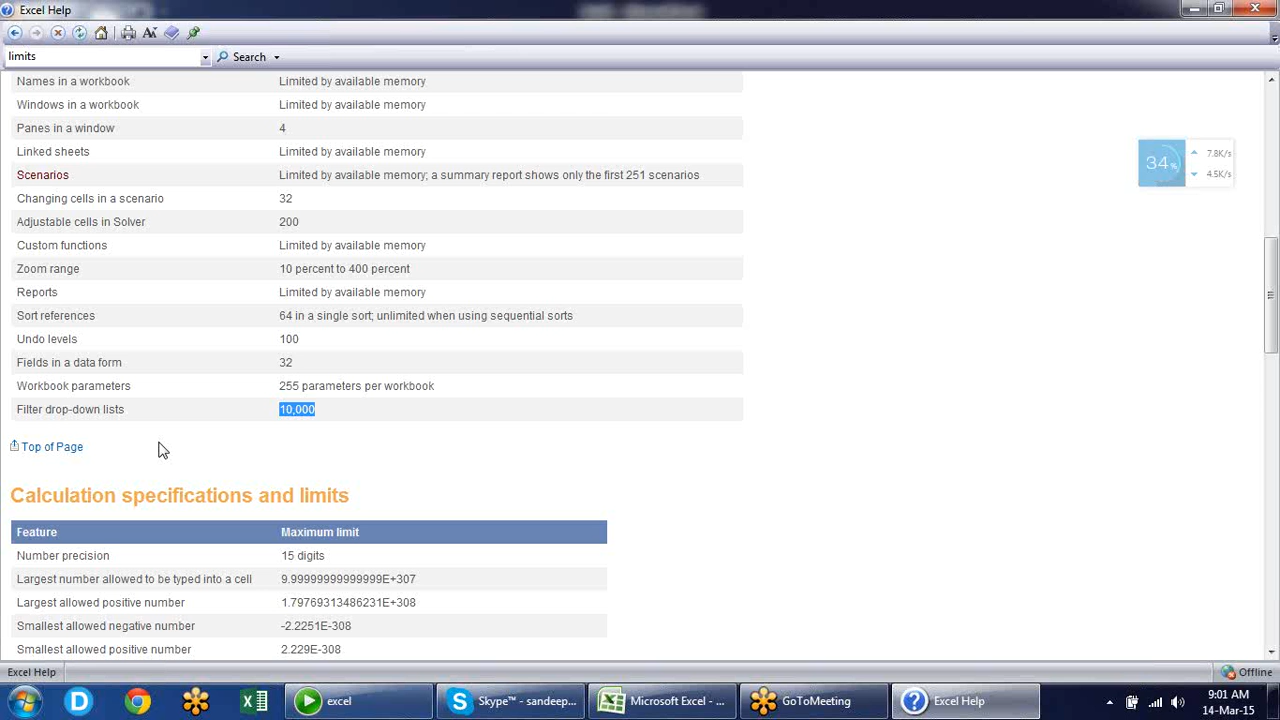 Excel Help
limits
Search
Names in a workbook Limited by available memory
Windows in a workbook Limited by available memory
Panes in a window 4
Linked sheets Limited by available memory
Scenarios Limited by available memory; a summary report shows only the first 251 scenarios
Changing cells in a scenario 32
Adjustable cells in Solver 200
Custom functions Limited by available memory
Zoom range 10 percent to 400 percent
Reports Limited by available memory
Sort references 64 in a single sort; unlimited when using sequential sorts
Undo levels 100
Fields in a data form 32
Workbook parameters 255 parameters per workbook
Filter drop-down lists 10,000
Top of Page
Calculation specifications and limits
Feature Maximum limit
Number precision 15 digits
Largest number allowed to be typed into a cell 9.99999999999999E+307
Largest allowed positive number 1.79769313486231E+308
Smallest allowed negative number -2.2251E-308
Smallest allowed positive number 2.229E-308
34%
7.8K/s
4.5K/s
Excel Help Offline
excel Skype™ - sandeep... Microsoft Excel - ... GoToMeeting Excel Help
9:01 AM
14-Mar-15